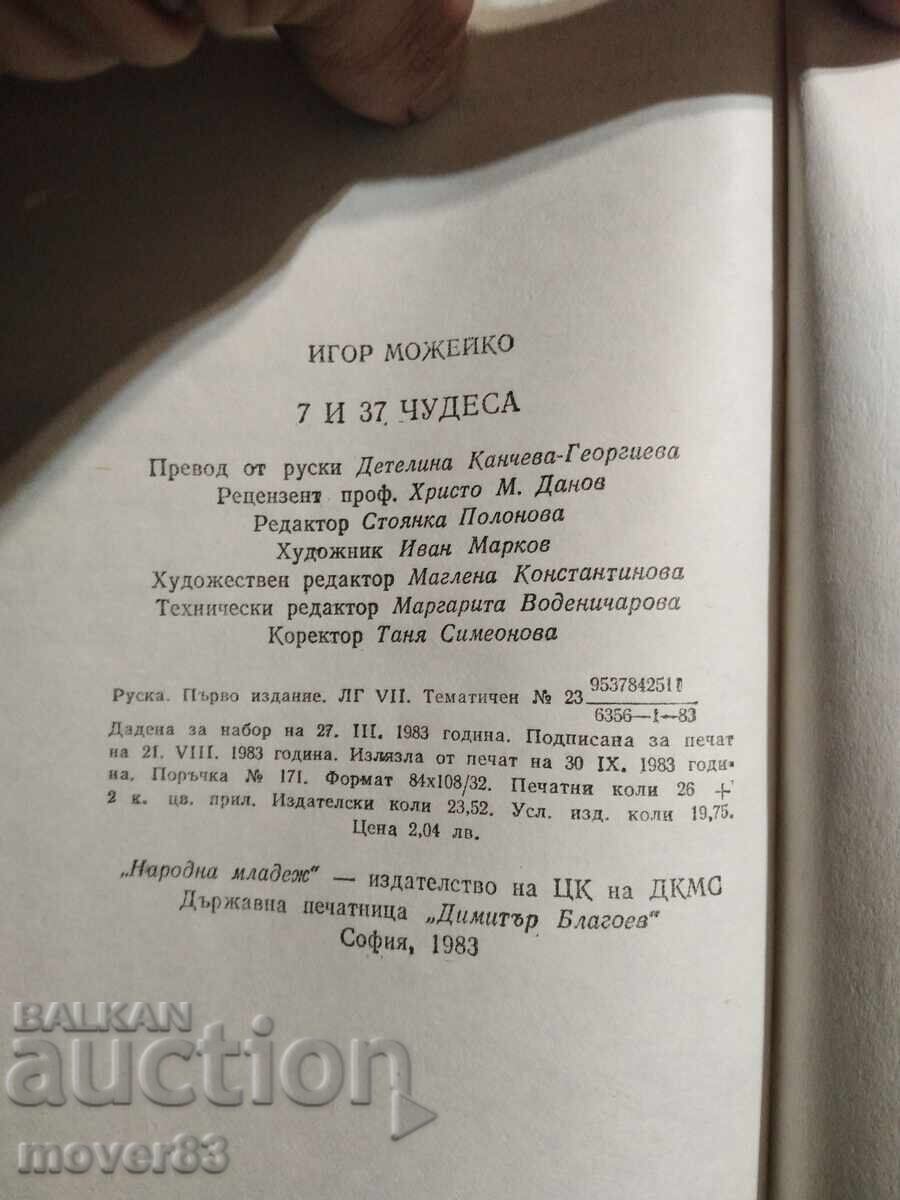 ИГОР МОЖЕЙКО
7 И 37 ЧУДЕСА
Превод от руски Детелина Канчева-Георгиева
Рецензент проф. Христо М. Данов
Редактор Стоянка Полонова
Художник Иван Марков
Художествен редактор Маглена Константинова
Технически редактор Маргарита Воденичарова
Коректор Таня Симеонова
Руска. Първо издание. ЛГ VII. Тематичен № 23 9537842511
6356—1—83
Дадена за набор на 27. III. 1983 година. Подписана за печат
на 21. VIII. 1983 година. Излязла от печат на 30 IX. 1983 годи-
на. Поръчка № 171. Формат 84x108/32. Печатни коли 26 +
2 к. цв. прил. Издателски коли 23,52. Усл. изд. коли 19,75.
Цена 2,04 лв.
„Народна младеж" — издателство на ЦК на ДКМС
Държавна печатница „Димитър Благоев"
София, 1983
BALKAN
auction
mover83